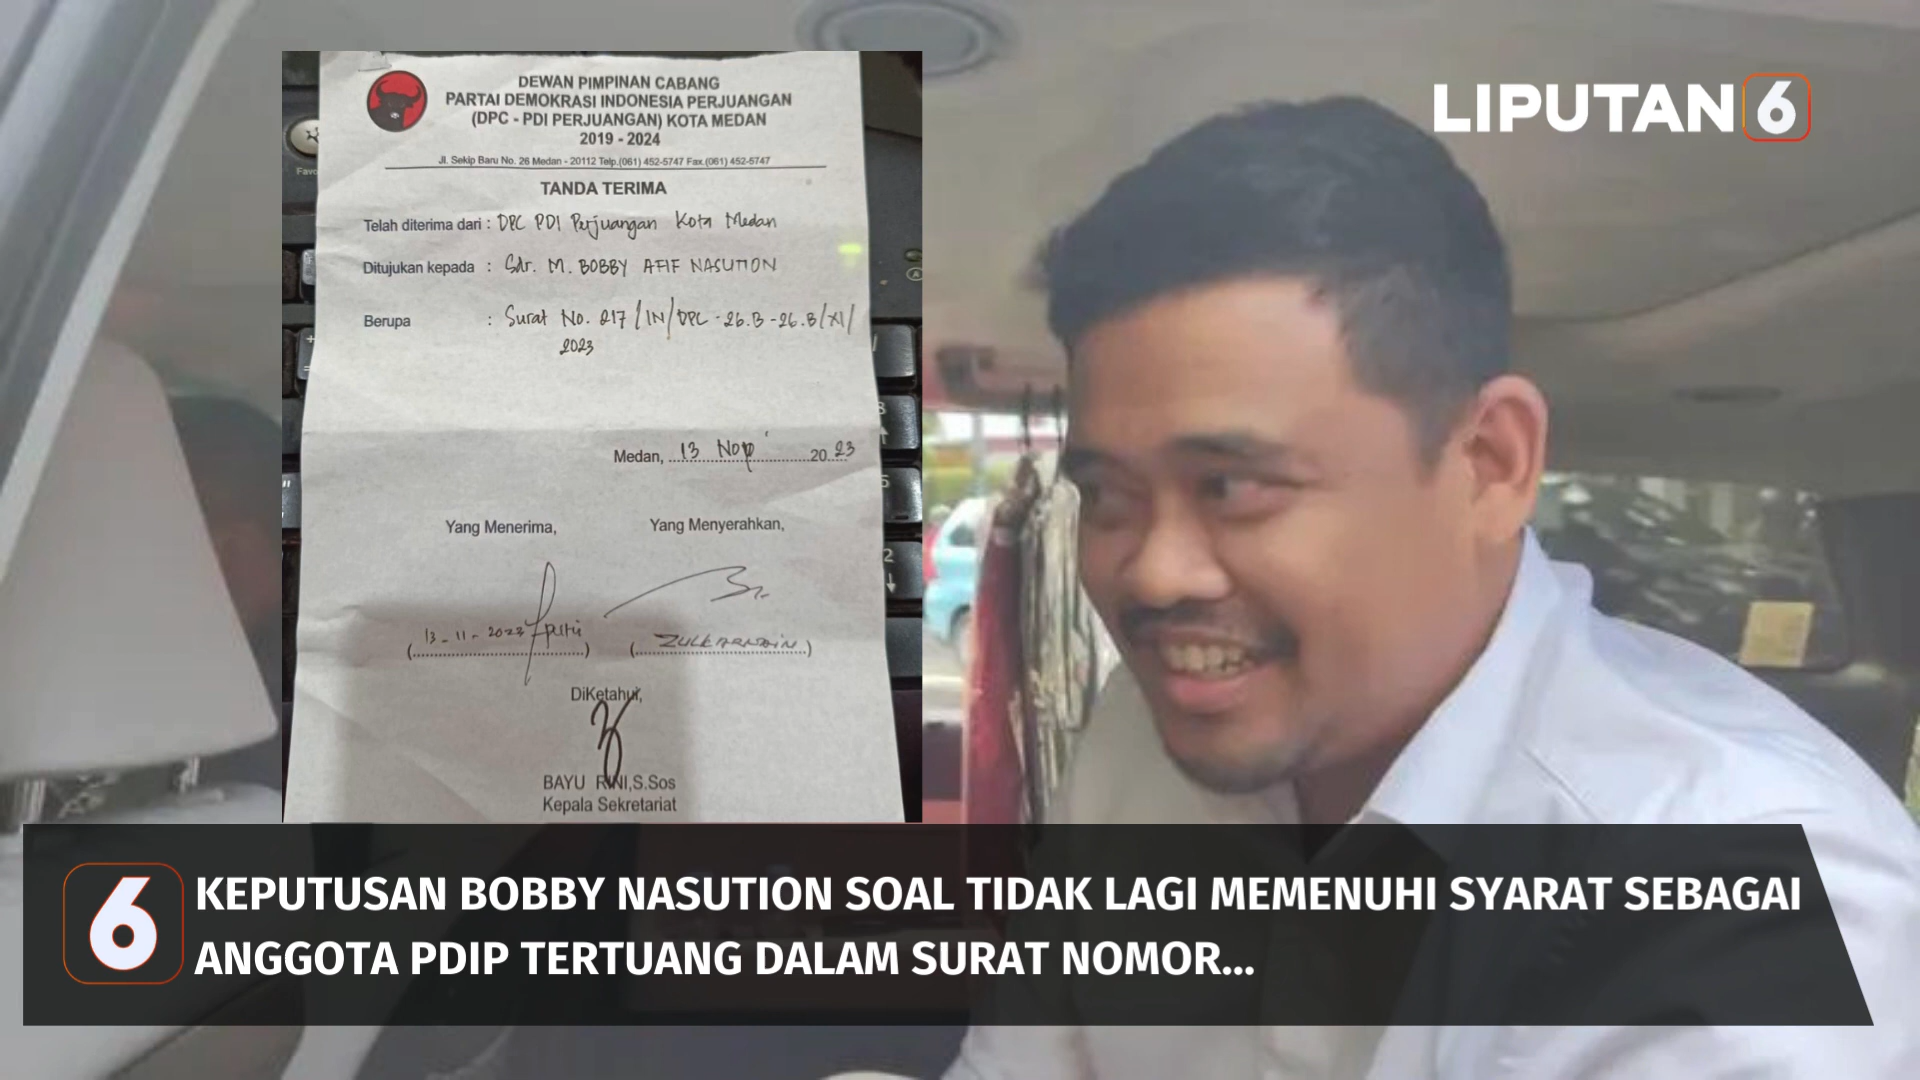 LIPUTAN 6
DEWAN PIMPINAN CABANG
PARTAI DEMOKRASI INDONESIA PERJUANGAN
(DPC - PDI PERJUANGAN) KOTA MEDAN
2019 - 2024
Jl. Sekip Baru No. 26 Medan - 20112 Telp.(061) 452-5747 Fax.(061) 452-5747
TANDA TERIMA
Telah diterima dari : DPC PDI Perjuangan Kota Medan
Ditujukan kepada : Sdr. M. BOBBY AFIF NASUTION
Berupa : Surat No. 217/IN/DPC-26.B-26.B/XI/
2023
Medan, 13 Nop 2023
Yang Menerima, Yang Menyerahkan,
(13-11-2023) (ZULKARNAIN)
DiKetahui,
BAYU RINI,S.Sos
Kepala Sekretariat
6 KEPUTUSAN BOBBY NASUTION SOAL TIDAK LAGI MEMENUHI SYARAT SEBAGAI
ANGGOTA PDIP TERTUANG DALAM SURAT NOMOR...